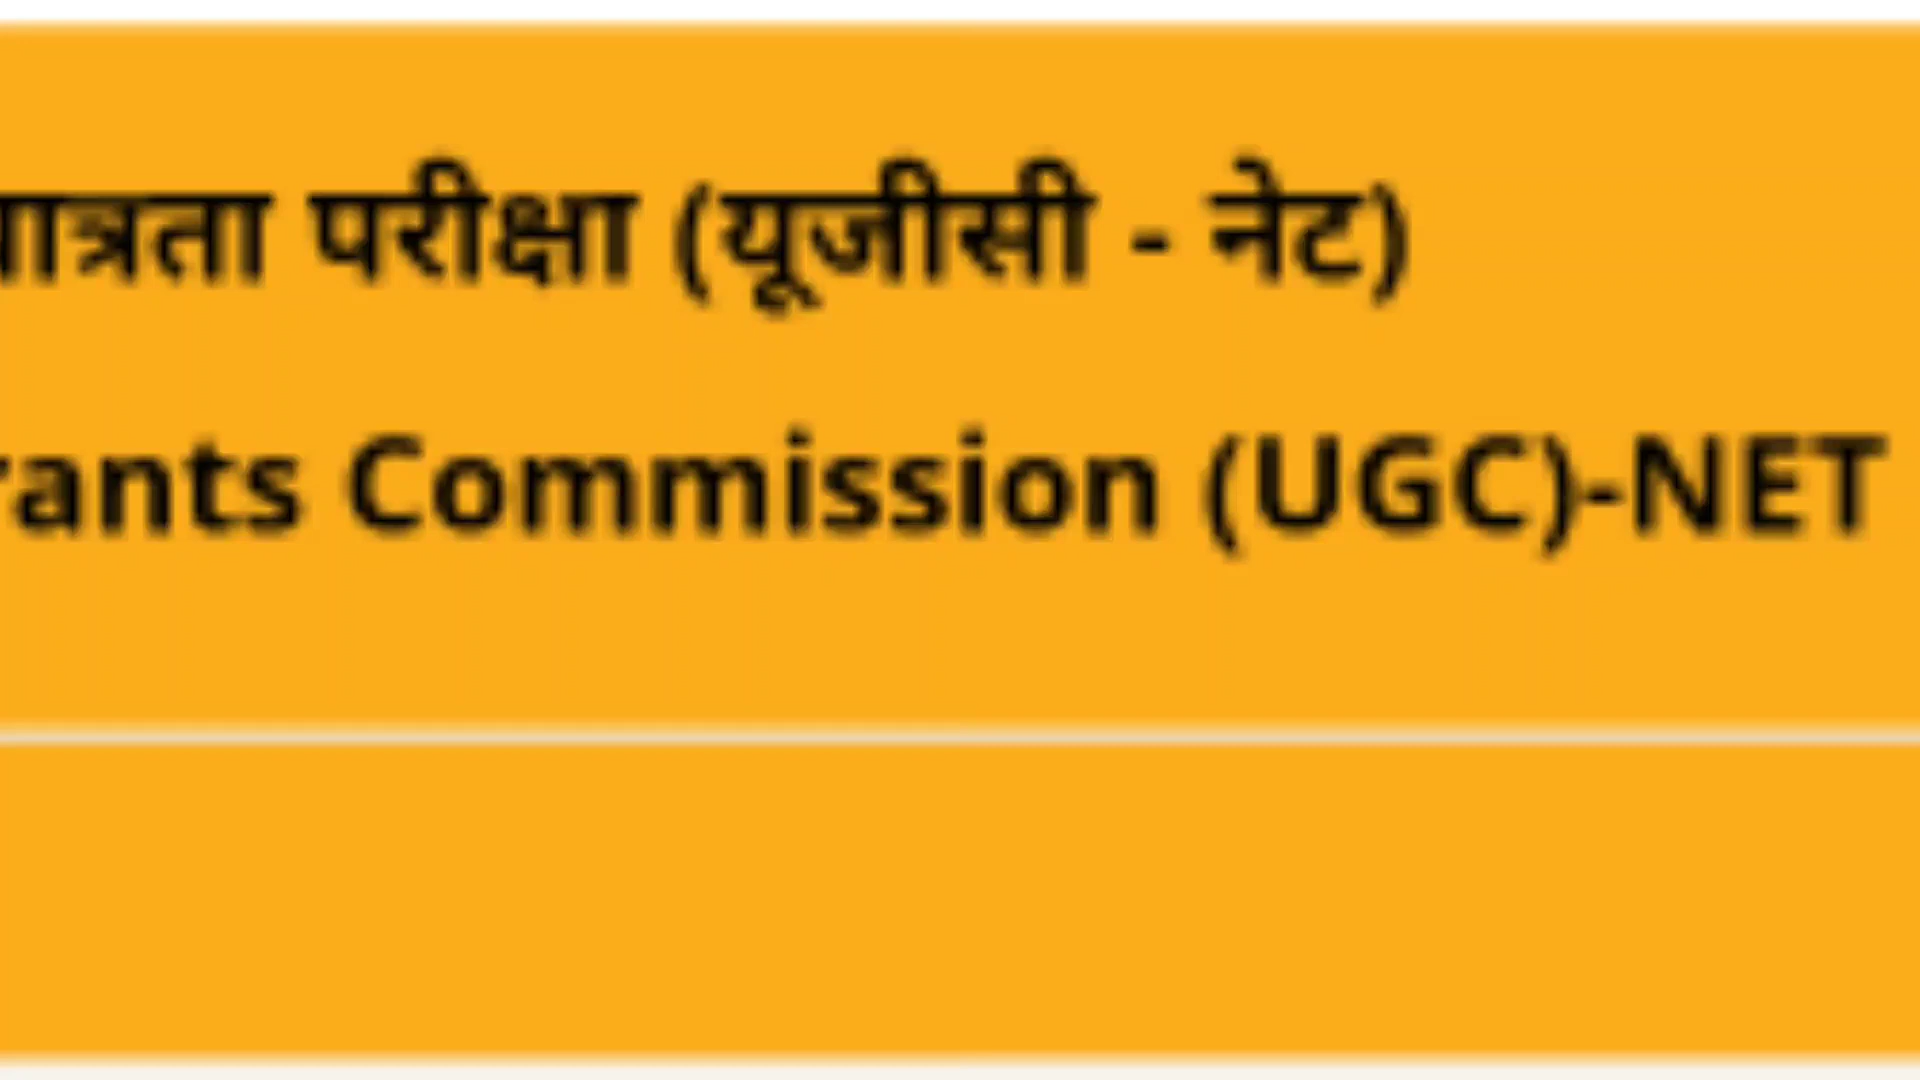 परीक्षा (यूजीसी - नेट)
Commission (UGC)-NET